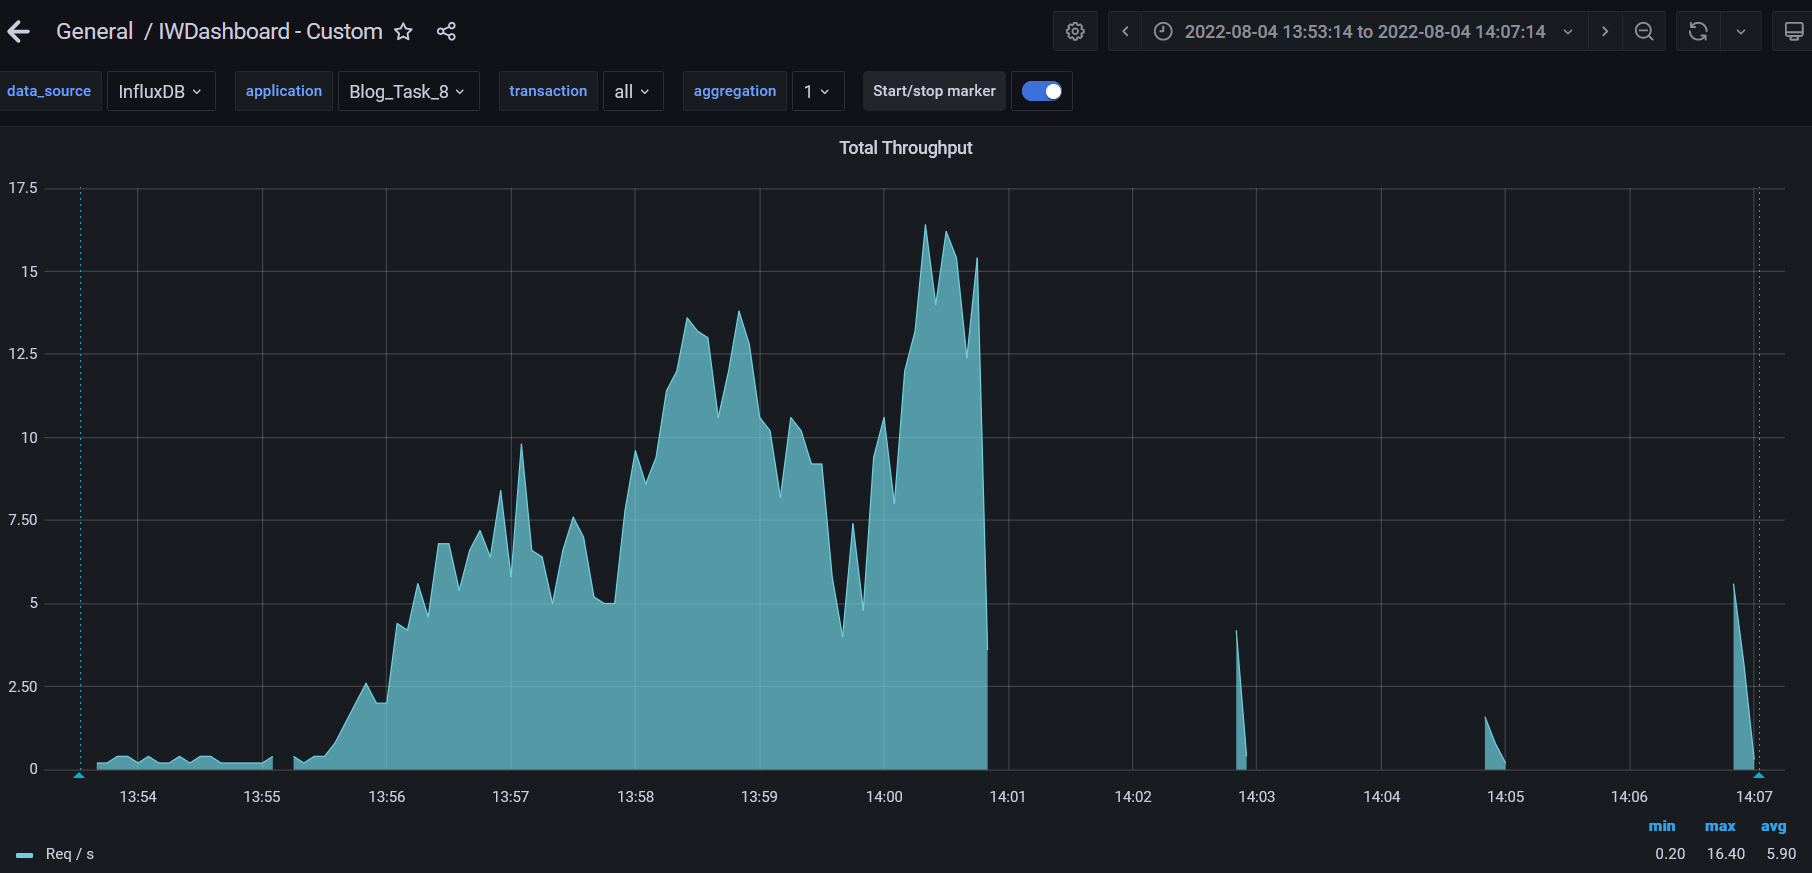 General / IWDashboard - Custom
2022-08-04 13:53:14 to 2022-08-04 14:07:14
data_source InfluxDB application Blog_Task_8 transaction all aggregation 1 Start/stop marker
Total Throughput
17.5
15
12.5
10
7.50
5
2.50
0
13:54 13:55 13:56 13:57 13:58 13:59 14:00 14:01 14:02 14:03 14:04 14:05 14:06 14:07
min max avg
Req / s 0.20 16.40 5.90